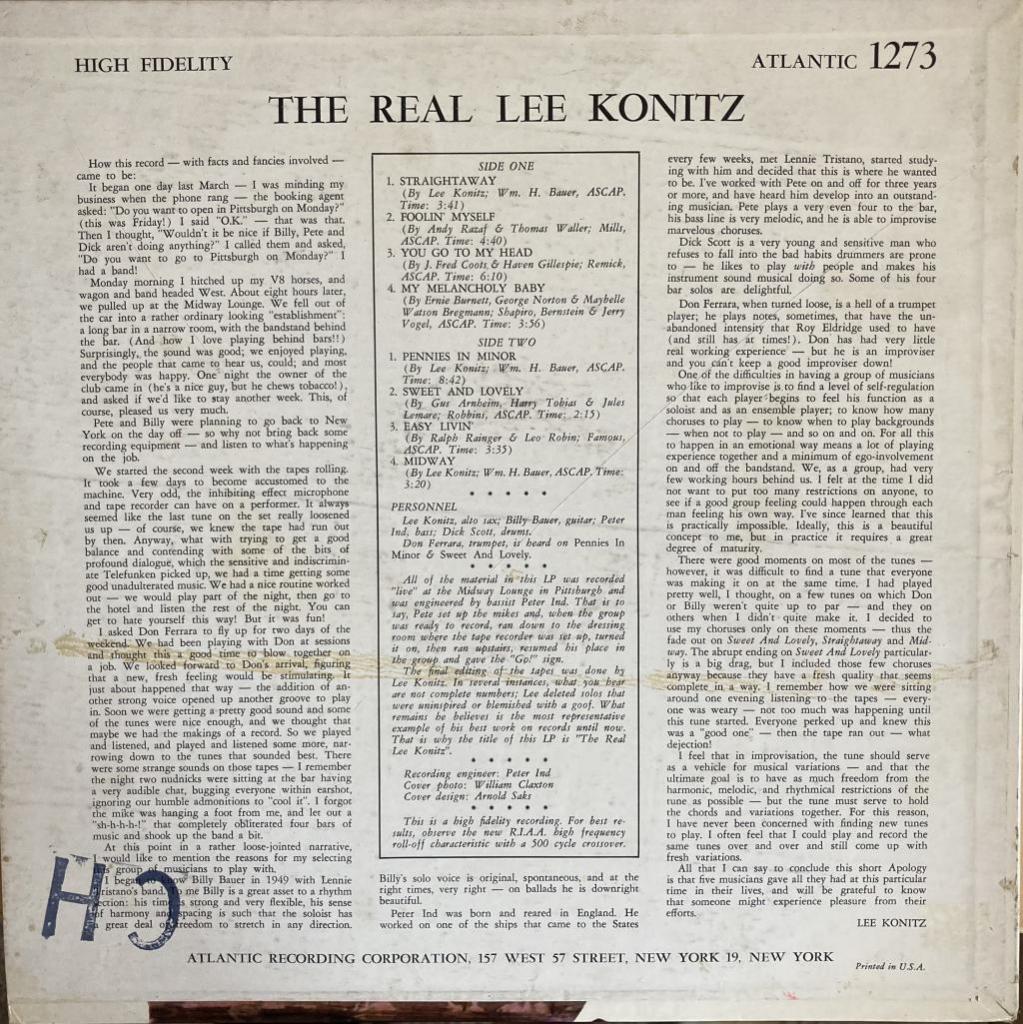 HIGH FIDELITY
ATLANTIC 1273
THE REAL LEE KONITZ
How this record — with facts and fancies involved —
came to be:
It began one day last March — I was minding my
business when the phone rang — the booking agent
asked: "Do you want to open in Pittsburgh on Monday?"
(this was Friday!) I said "O.K." — that was that.
Then I thought, "Wouldn't it be nice if Billy, Pete and
Dick aren't doing anything?" I called them and asked,
"Do you want to go to Pittsburgh on Monday?" I
had a band!
Monday morning I hitched up my V8 horses, and
wagon and band headed West. About eight hours later,
we pulled up at the Midway Lounge. We fell out of
the car into a rather ordinary looking "establishment":
a long bar in a narrow room, with the bandstand behind
the bar. (And how I love playing behind bars!!)
Surprisingly, the sound was good; we enjoyed playing,
and the people that came to hear us, could; and most
everybody was happy. One night the owner of the
club came in (he's a nice guy, but he chews tobacco!),
and asked if we'd like to stay another week. This, of
course, pleased us very much.
Pete and Billy were planning to go back to New
York on the day off — so why not bring back some
recording equipment — and listen to what's happening
on the job.
We started the second week with the tapes rolling.
It took a few days to become accustomed to the
machine. Very odd, the inhibiting effect microphone
and tape recorder can have on a performer. It always
seemed like the last tune on the set really loosened
us up — of course, we knew the tape had run out
by then. Anyway, what with trying to get a good
balance and contending with some of the bits of
profound dialogue, which the sensitive and indiscrimin-
ate Telefunken picked up, we had a time getting some
good unadulterated music. We had a nice routine worked
out — we would play part of the night, then go to
the hotel and listen the rest of the night. You can
get to hate yourself this way! But it was fun!
I asked Don Ferrara to fly up for two days of the
weekend. We had been playing with Don at sessions
and thought this a good time to blow together on
a job. We looked forward to Don's arrival, figuring
that a new, fresh feeling would be stimulating. It
just about happened that way — the addition of an-
other strong voice opened up another groove to play
in. Soon we were getting a pretty good sound and some
of the tunes were nice enough, and we thought that
maybe we had the makings of a record. So we played
and listened, and played and listened some more, nar-
rowing down to the tunes that sounded best. There
were some strange sounds on those tapes — I remember
the night two nudnicks were sitting at the bar having
a very audible chat, bugging everyone within earshot,
ignoring our humble admonitions to "cool it". I forgot
the mike was hanging a foot from me, and let out a
"sh-h-h-h!" that completely obliterated four bars of
music and shook up the band a bit.
At this point in a rather loose-jointed narrative,
I would like to mention the reasons for my selecting
group of musicians to play with.
I began to know Billy Bauer in 1949 with Lennie
Tristano's band. To me Billy is a great asset to a rhythm
section: his time is strong and very flexible, his sense
of harmony and spacing is such that the soloist has
a great deal of freedom to stretch in any direction.
H
SIDE ONE
1. STRAIGHTAWAY
(By Lee Konitz; Wm. H. Bauer, ASCAP.
Time: 3:41)
2. FOOLIN' MYSELF
(By Andy Razaf & Thomas Waller; Mills,
ASCAP. Time: 4:40)
3. YOU GO TO MY HEAD
(By J. Fred Coots & Haven Gillespie; Remick,
ASCAP. Time: 6:10)
4. MY MELANCHOLY BABY
(By Ernie Burnett, George Norton & Maybelle
Watson Bregmann; Shapiro, Bernstein & Jerry
Vogel, ASCAP. Time: 3:56)
SIDE TWO
1. PENNIES IN MINOR
(By Lee Konitz; Wm. H. Bauer, ASCAP.
Time: 8:42)
2. SWEET AND LOVELY
(By Gus Arnheim, Harry Tobias & Jules
Lemare; Robbins, ASCAP. Time: 2:15)
3. EASY LIVIN'
(By Ralph Rainger & Leo Robin; Famous,
ASCAP. Time: 3:35)
4. MIDWAY
(By Lee Konitz; Wm. H. Bauer, ASCAP, Time:
3:20)
* * * * *
PERSONNEL
Lee Konitz, alto sax; Billy Bauer, guitar; Peter
Ind, bass; Dick Scott, drums.
Don Ferrara, trumpet, is heard on Pennies In
Minor & Sweet And Lovely.
* * * * *
All of the material in this LP was recorded
"live" at the Midway Lounge in Pittsburgh and
was engineered by bassist Peter Ind. That is to
say, Pete set up the mikes and, when the group
was ready to record, ran down to the dressing
room where the tape recorder was set up, turned
it on, then ran upstairs, resumed his place in
the group and gave the "Go!" sign.
The final editing of the tapes was done by
Lee Konitz. In several instances, what you hear
are not complete numbers; Lee deleted solos that
were uninspired or blemished with a goof. What
remains he believes is the most representative
example of his best work on records until now.
That is why the title of this LP is "The Real
Lee Konitz".
* * * * *
Recording engineer: Peter Ind
Cover photo: William Claxton
Cover design: Arnold Saks
* * * * *
This is a high fidelity recording. For best re-
sults, observe the new R.I.A.A. high frequency
roll-off characteristic with a 500 cycle crossover.
Billy's solo voice is original, spontaneous, and at the
right times, very right — on ballads he is downright
beautiful.
Peter Ind was born and reared in England. He
worked on one of the ships that came to the States
every few weeks, met Lennie Tristano, started study-
ing with him and decided that this is where he wanted
to be. I've worked with Pete on and off for three years
or more, and have heard him develop into an outstand-
ing musician. Pete plays a very even four to the bar,
his bass line is very melodic, and he is able to improvise
marvelous choruses.
Dick Scott is a very young and sensitive man who
refuses to fall into the bad habits drummers are prone
to — he likes to play with people and makes his
instrument sound musical doing so. Some of his four
bar solos are delightful.
Don Ferrara, when turned loose, is a hell of a trumpet
player; he plays notes, sometimes, that have the un-
abandoned intensity that Roy Eldridge used to have
(and still has at times!). Don has had very little
real working experience — but he is an improviser
and you can't keep a good improviser down!
One of the difficulties in having a group of musicians
who like to improvise is to find a level of self-regulation
so that each player begins to feel his function as a
soloist and as an ensemble player; to know how many
choruses to play — to know when to play backgrounds
— when not to play — and so on and on. For all this
to happen in an emotional way means a lot of playing
experience together and a minimum of ego-involvement
on and off the bandstand. We, as a group, had very
few working hours behind us. I felt at the time I did
not want to put too many restrictions on anyone, to
see if a good group feeling could happen through each
man feeling his own way. I've since learned that this
is practically impossible. Ideally, this is a beautiful
concept to me, but in practice it requires a great
degree of maturity.
There were good moments on most of the tunes —
however, it was difficult to find a tune that everyone
was making it on at the same time. I had played
pretty well, I thought, on a few tunes on which Don
or Billy weren't quite up to par — and they on
others when I didn't quite make it. I decided to
use my choruses only on these moments — thus the
fade out on Sweet And Lovely, Straightaway and Mid-
way. The abrupt ending on Sweet And Lovely particular-
ly is a big drag, but I included those few choruses
anyway because they have a fresh quality that seems
complete in a way. I remember how we were sitting
around one evening listening to the tapes — every-
one was weary — not too much was happening until
this tune started. Everyone perked up and knew this
was a "good one" — then the tape ran out — what
dejection!
I feel that in improvisation, the tune should serve
as a vehicle for musical variations — and that the
ultimate goal is to have as much freedom from the
harmonic, melodic, and rhythmical restrictions of the
tune as possible — but the tune must serve to hold
the chords and variations together. For this reason,
I have never been concerned with finding new tunes
to play. I often feel that I could play and record the
same tunes over and over and still come up with
fresh variations.
All that I can say to conclude this short Apology
is that five musicians gave all they had at this particular
time in their lives, and will be grateful to know
that someone might experience pleasure from their
efforts.
LEE KONITZ
ATLANTIC RECORDING CORPORATION, 157 WEST 57 STREET, NEW YORK 19, NEW YORK
Printed in U.S.A.